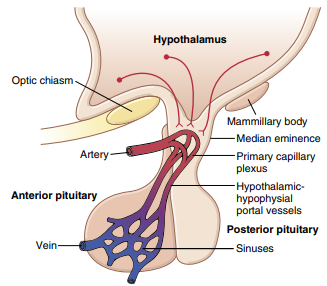 Hypothalamus
Optic chiasm
Mammillary body
Median eminence
Artery
Primary capillary
plexus
Hypothalamic-
hypophysial
portal vessels
Anterior pituitary
Posterior pituitary
Vein
Sinuses